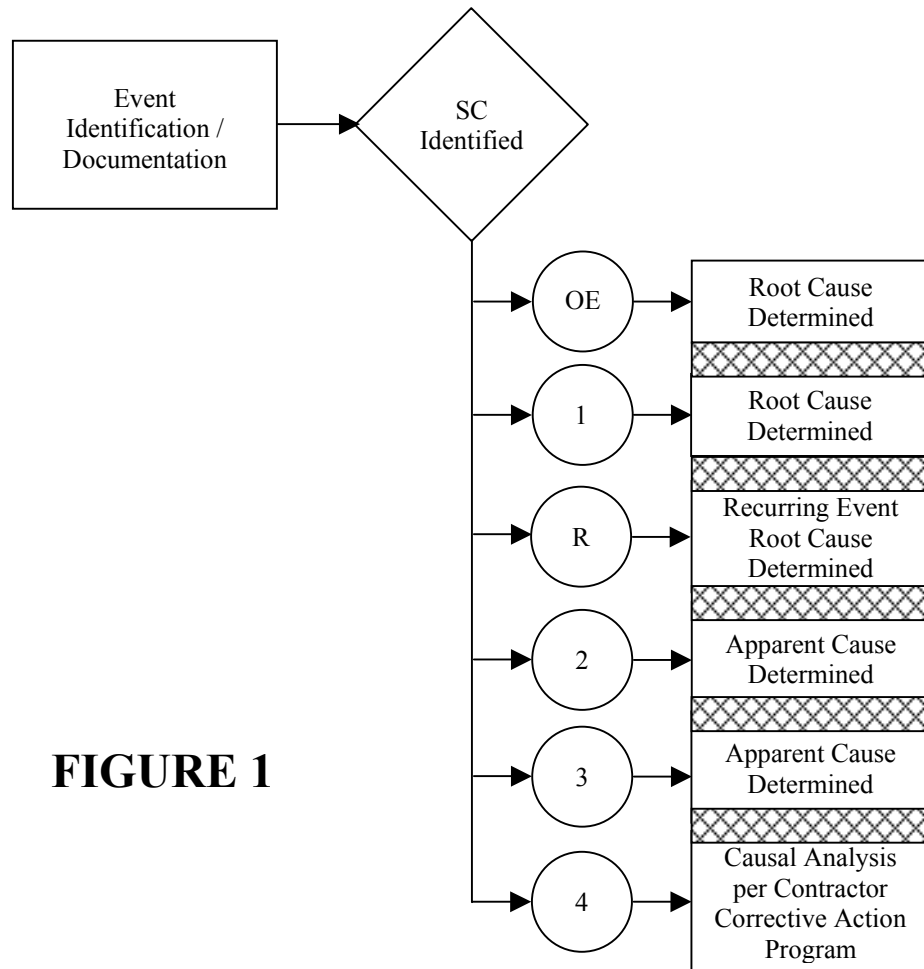 Event
Identification /
Documentation
SC
Identified
OE
Root Cause
Determined
1
Root Cause
Determined
R
Recurring Event
Root Cause
Determined
2
Apparent Cause
Determined
3
Apparent Cause
Determined
FIGURE 1
4
Causal Analysis
per Contractor
Corrective Action
Program